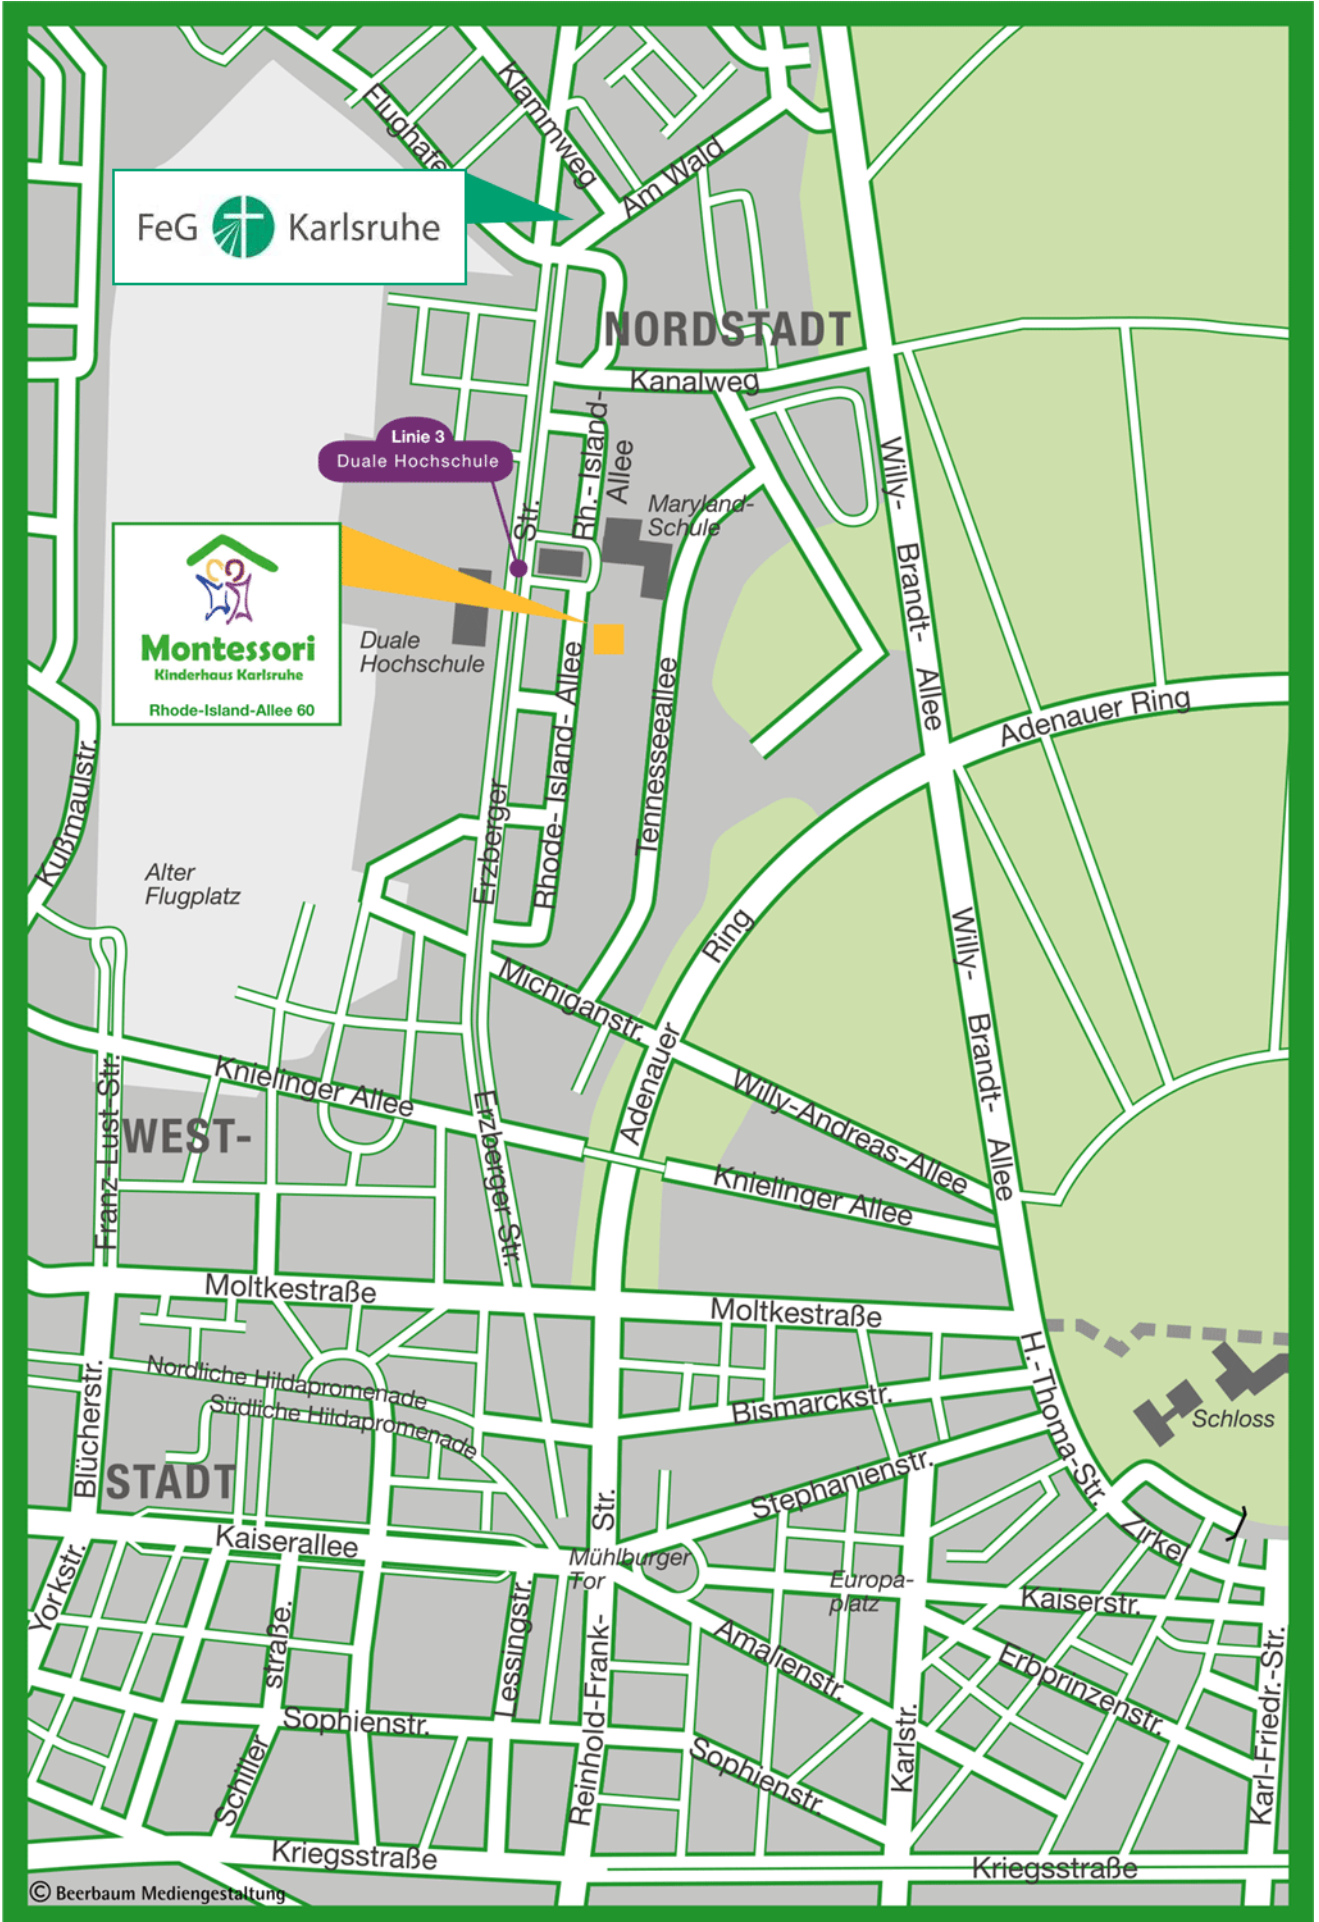 Klammweg
Flughafe
Am Wald
FeG Karlsruhe
NORDSTADT
Kanalweg
Linie 3
Duale Hochschule
Rh.-Island-
Allee
Str.
Maryland-
Schule
Willy-
Brandt-
Allee
Montessori
Kinderhaus Karlsruhe
Rhode-Island-Allee 60
Duale
Hochschule
Adenauer Ring
Kußmaulstr.
Erzberger
Rhode-Island-Allee
Tennesseeallee
Alter
Flugplatz
Ring
Willy-
Brandt-
Allee
Michiganstr.
Adenauer
Knielinger Allee
Willy-Andreas-Allee
Knielinger Allee
Franz-Lust-Str.
WEST-
Erzberger Str.
Moltkestraße
Moltkestraße
H.-Thoma-Str.
Nordliche Hildapromenade
Südliche Hildapromenade
Bismarckstr.
Schloss
Blücherstr.
STADT
Stephanienstr.
Str.
Zirkel
Kaiserallee
Mühlburger
Tor
Europa-
platz
Kaiserstr.
Yorkstr.
straße.
Lessingstr.
Reinhold-Frank-
Amalienstr.
Erbprinzenstr.
Karl-Friedr.-Str.
Sophienstr.
Schiller
Sophienstr.
Karlstr.
Kriegsstraße
Kriegsstraße
© Beerbaum Mediengestaltung